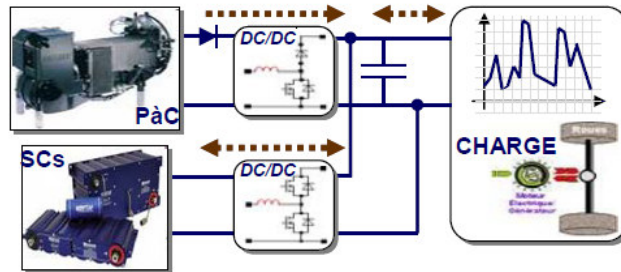 DC/DC
PàC
SCs
DC/DC
CHARGE
Roues
Moteur
Electrique/
Générateur